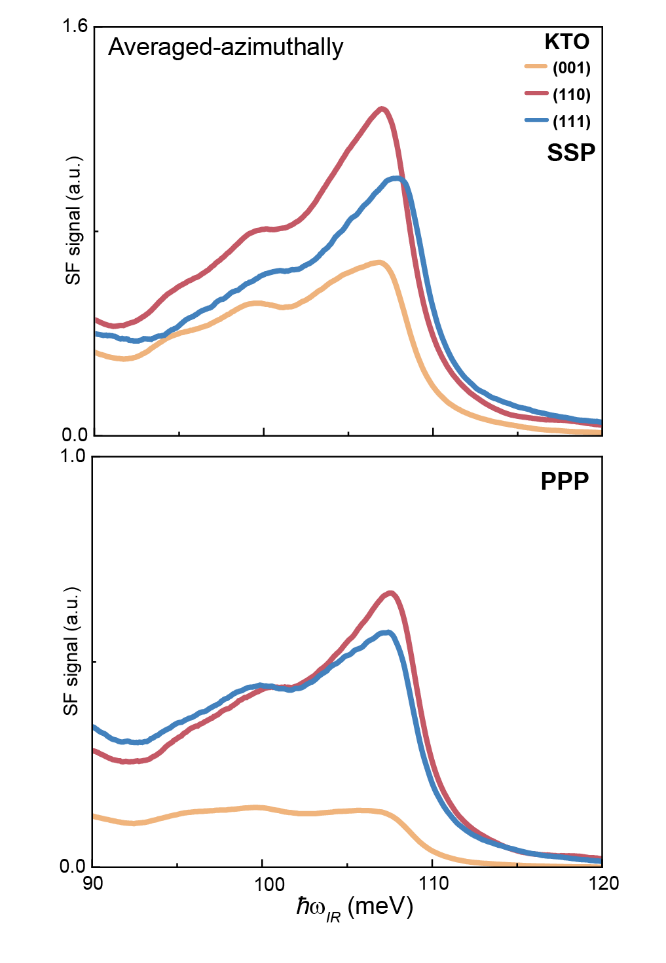 1.6
Averaged-azimuthally
KTO
(001)
(110)
(111)
SSP
SF signal (a.u.)
0.0
1.0
PPP
SF signal (a.u.)
0.0
90 100 110 120
ħω_IR (meV)